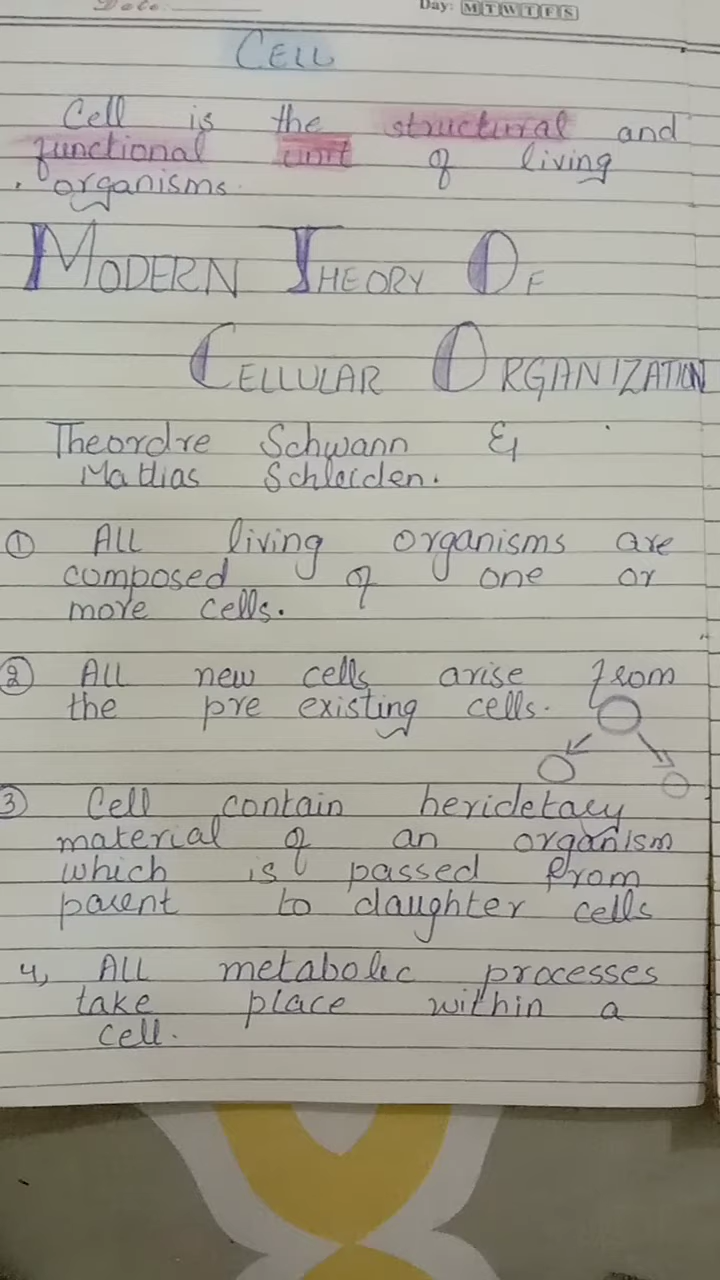 Date
Day: M T W T F S
CELL
Cell is the structural and
functional unit of living
organisms.
MODERN THEORY OF
CELLULAR ORGANIZATION
Theordre Schwann &
Mattias Schleiden.
① All living organisms are
composed of one or
more cells.
② All new cells arise from
the pre existing cells.
③ Cell contain heridetacy
material of an organism
which is passed from
parent to daughter cells
4, All metabolic processes
take place within a
cell.